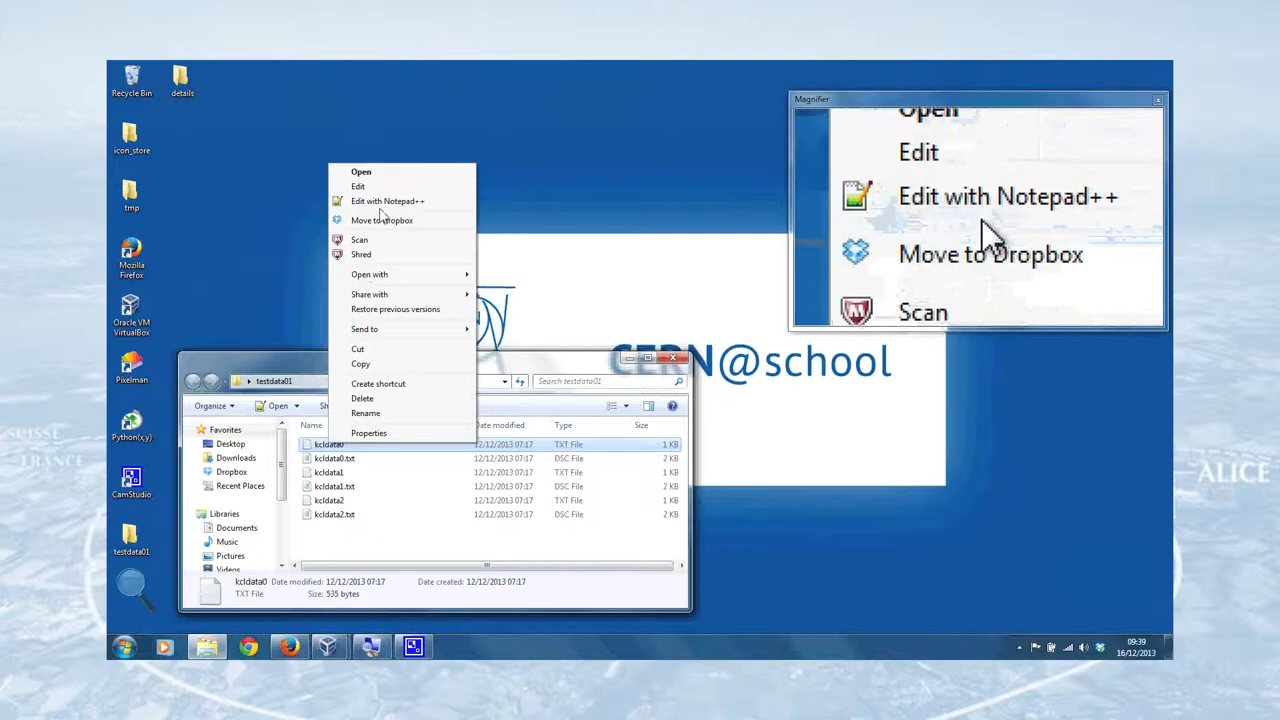 Recycle Bin
details
icon_store
tmp
Mozilla
Firefox
Oracle VM
VirtualBox
Pixelman
Python(x,y)
CamStudio
testdata01
Open
Edit
Edit with Notepad++
Move to Dropbox
Scan
Shred
Open with
Share with
Restore previous versions
Send to
Cut
Copy
Create shortcut
Delete
Rename
Properties
Magnifier
Open
Edit
Edit with Notepad++
Move to Dropbox
Scan
CERN@school
testdata01
Search testdata01
Organize
Open
Sh
Name
Date modified
Type
Size
Favorites
Desktop
Downloads
Dropbox
Recent Places
Libraries
Documents
Music
Pictures
Videos
kcldata0 12/12/2013 07:17 TXT File 1 KB
kcldata0.txt 12/12/2013 07:17 DSC File 2 KB
kcldata1 12/12/2013 07:17 TXT File 1 KB
kcldata1.txt 12/12/2013 07:17 DSC File 2 KB
kcldata2 12/12/2013 07:17 TXT File 1 KB
kcldata2.txt 12/12/2013 07:17 DSC File 2 KB
kcldata0 Date modified: 12/12/2013 07:17 Date created: 12/12/2013 07:17
TXT File Size: 535 bytes
09:39
16/12/2013
SUISSE
FRANCE
ALICE